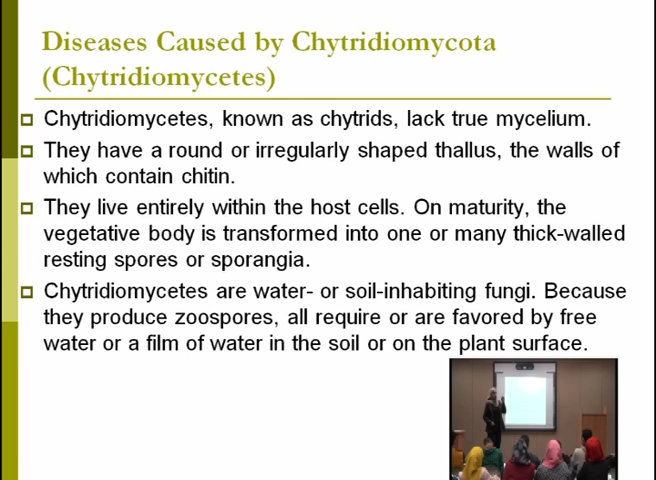 Diseases Caused by Chytridiomycota
(Chytridiomycetes)
Chytridiomycetes, known as chytrids, lack true mycelium.
They have a round or irregularly shaped thallus, the walls of
which contain chitin.
They live entirely within the host cells. On maturity, the
vegetative body is transformed into one or many thick-walled
resting spores or sporangia.
Chytridiomycetes are water- or soil-inhabiting fungi. Because
they produce zoospores, all require or are favored by free
water or a film of water in the soil or on the plant surface.